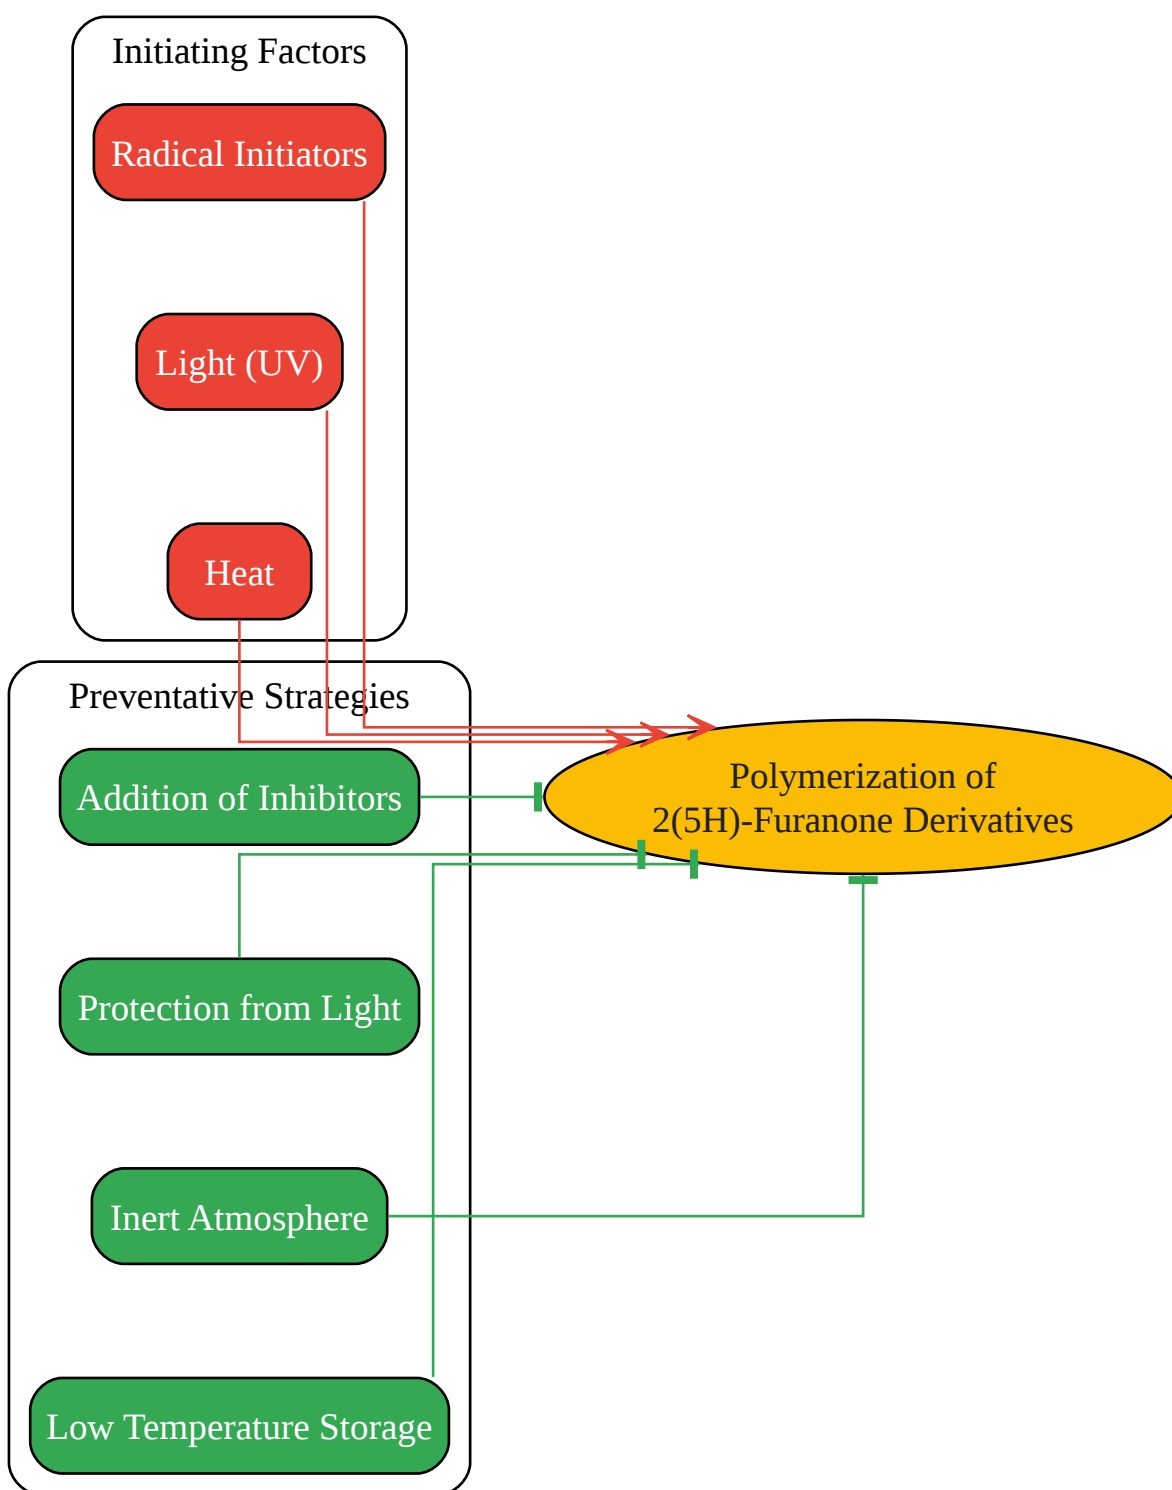 Initiating Factors
Radical Initiators
Light (UV)
Heat
Preventative Strategies
Addition of Inhibitors
Polymerization of
2(5H)-Furanone Derivatives
Protection from Light
Inert Atmosphere
Low Temperature Storage